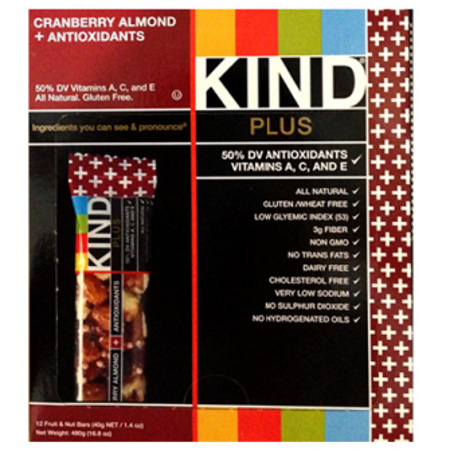 CRANBERRY ALMOND
+ ANTIOXIDANTS
50% DV Vitamins A, C, and E
All Natural. Gluten Free.
Ingredients you can see & pronounce®
KIND®
PLUS
50% DV ANTIOXIDANTS
VITAMINS A, C, AND E
ALL NATURAL
GLUTEN /WHEAT FREE
LOW GLYEMIC INDEX (53)
3g FIBER
NON GMO
NO TRANS FATS
DAIRY FREE
CHOLESTEROL FREE
VERY LOW SODIUM
NO SULPHUR DIOXIDE
NO HYDROGENATED OILS
KIND
PLUS
RRY ALMOND + ANTIOXIDANTS
12 Fruit & Nut Bars (40g NET / 1.4 oz)
Net Weight: 480g (16.9 oz)